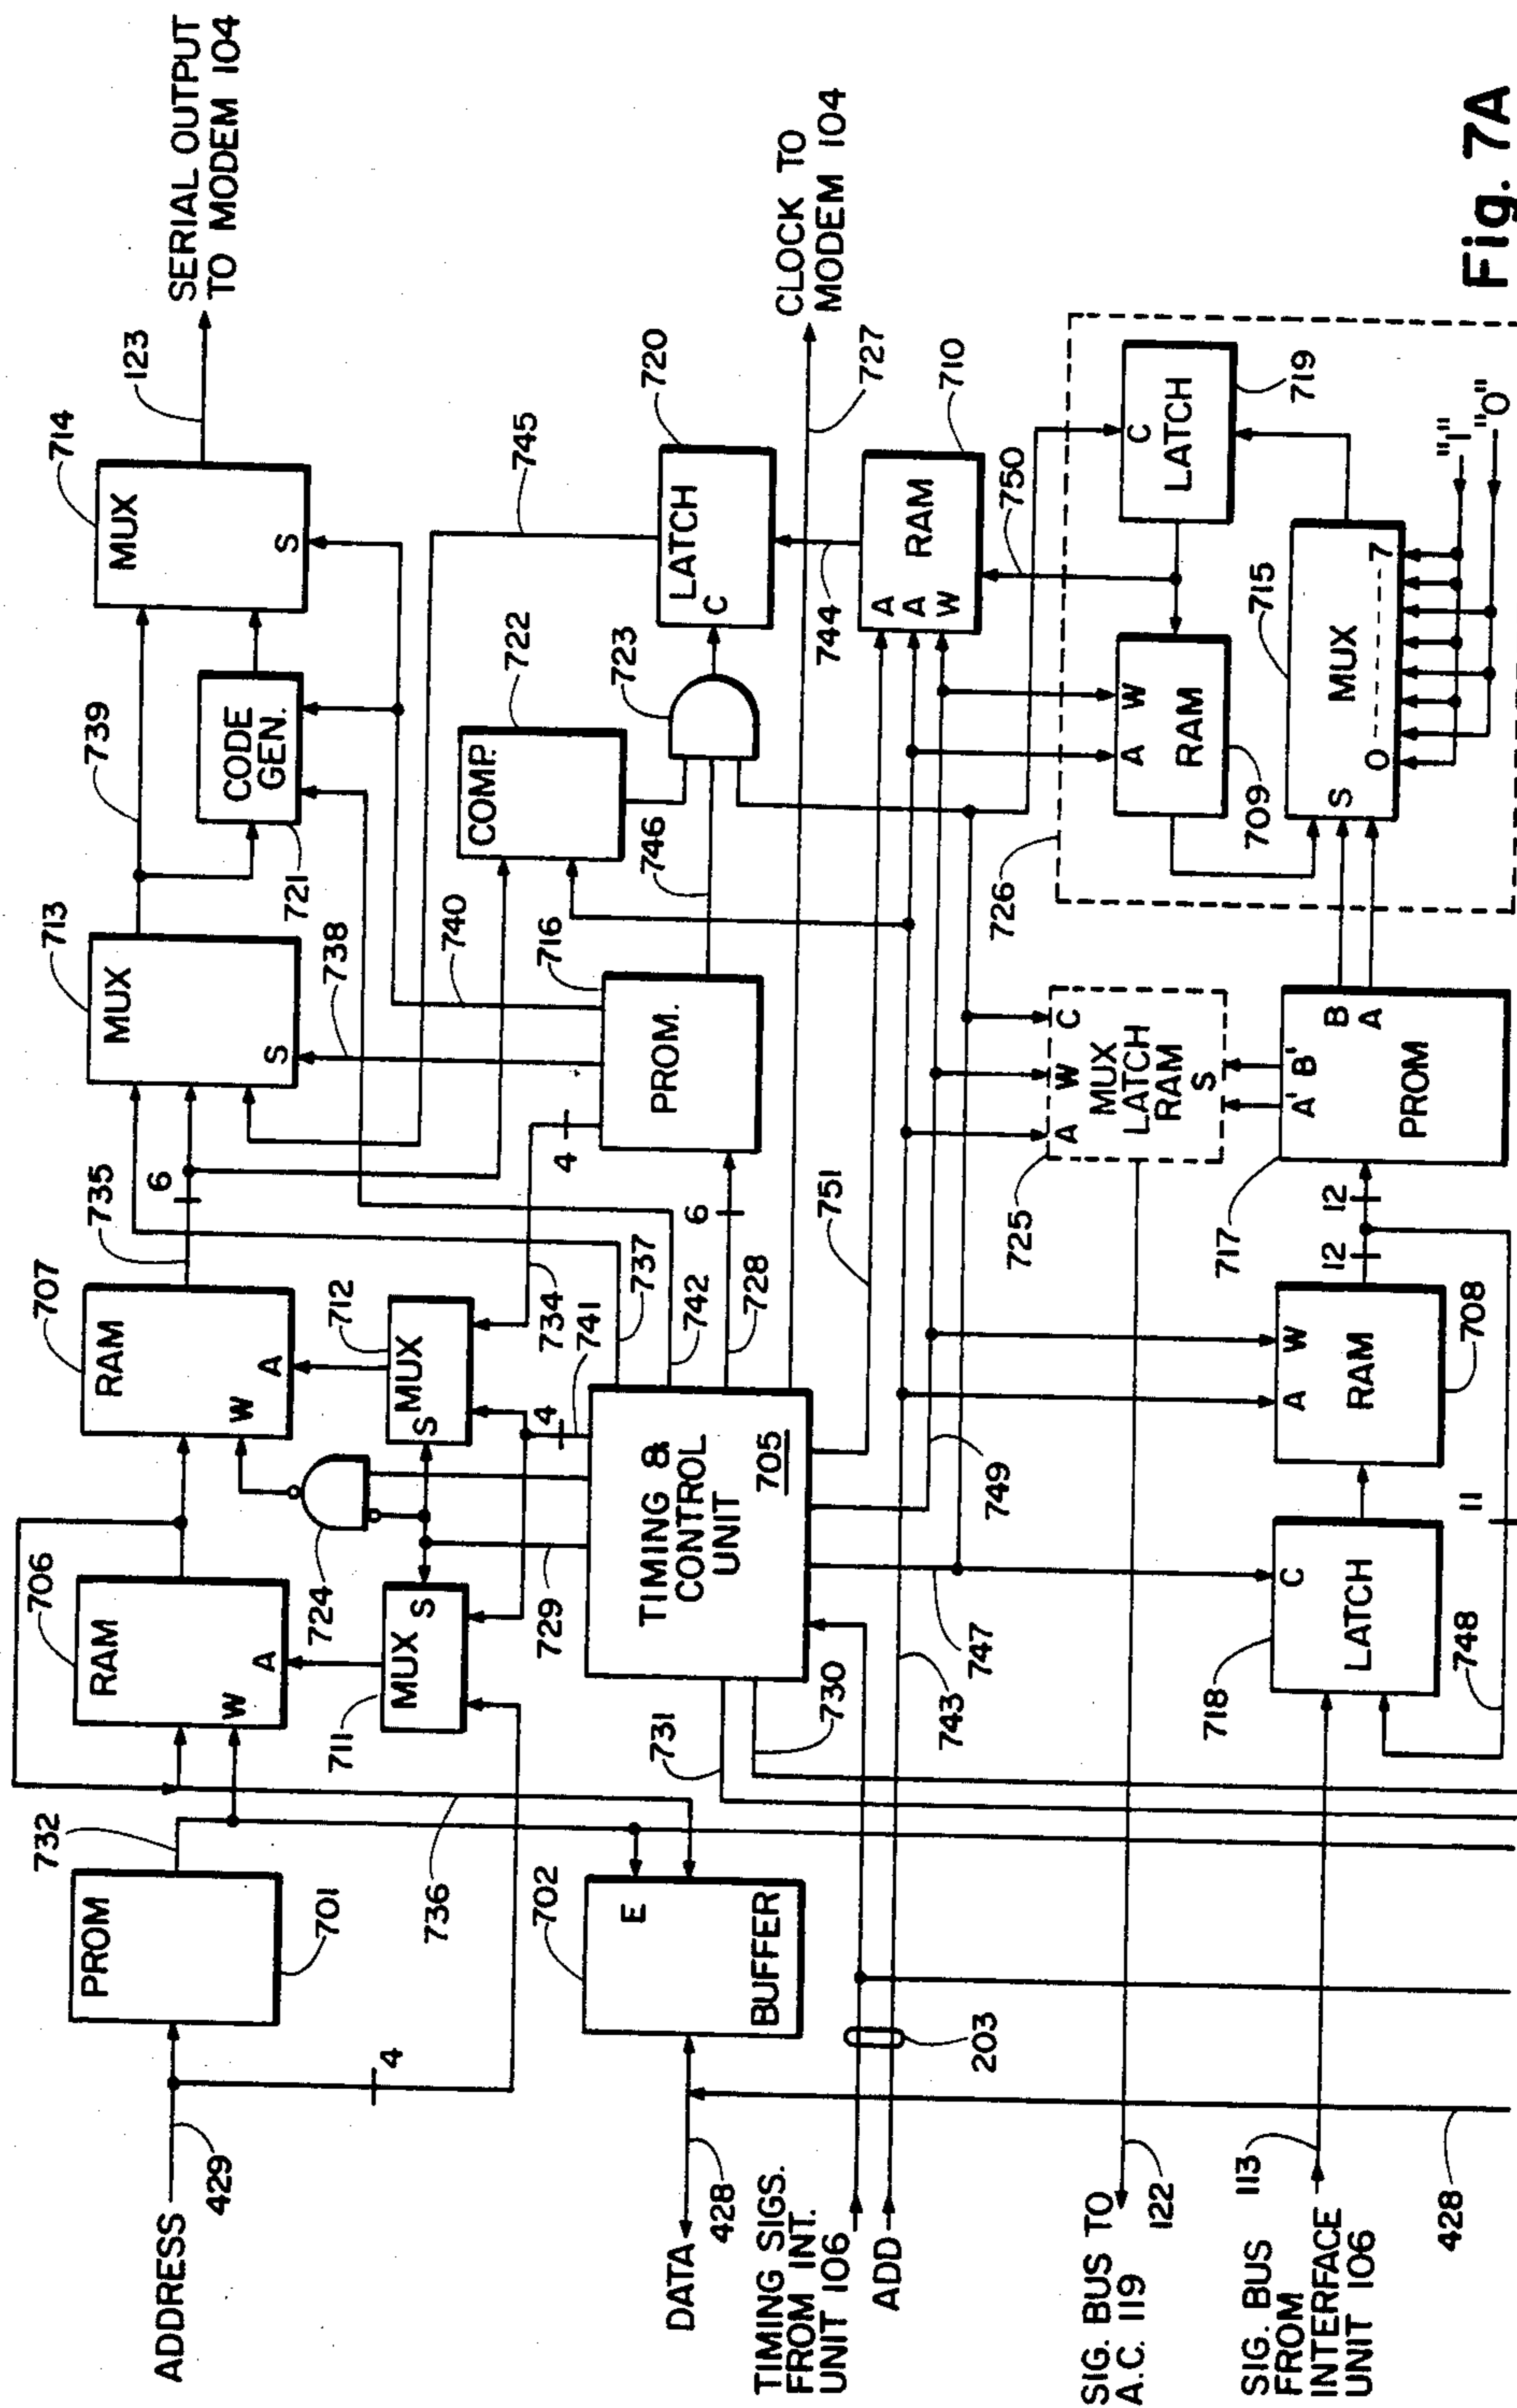 ADDRESS
429
4
PROM
701
732
RAM
W
A
706
RAM
W
A
707
735
6
MUX
S
713
739
CODE
GEN.
721
MUX
S
714
123
SERIAL OUTPUT
TO MODEM 104
736
MUX
S
711
724
MUX
S
712
729
734
741
4
737
742
728
6
4
738
740
716
PROM.
746
COMP.
722
723
745
LATCH
C
720
CLOCK TO
MODEM 104
727
DATA
428
702
E
BUFFER
731
730
TIMING &
CONTROL
UNIT
705
751
744
A
A
W
RAM
710
750
TIMING SIGS.
FROM INT.
UNIT 106
ADD
203
743
747
749
726
725
A W C
MUX
LATCH
RAM
S
A W
RAM
709
C
LATCH
719
SIG. BUS TO
A.C. 119
122
SIG. BUS
FROM
INTERFACE
UNIT 106
113
428
718
C
LATCH
748
11
A W
RAM
708
12
12
717
A' B'
B
A
PROM
S
MUX
0 ----- 7
715
"1"
"0"
Fig. 7A